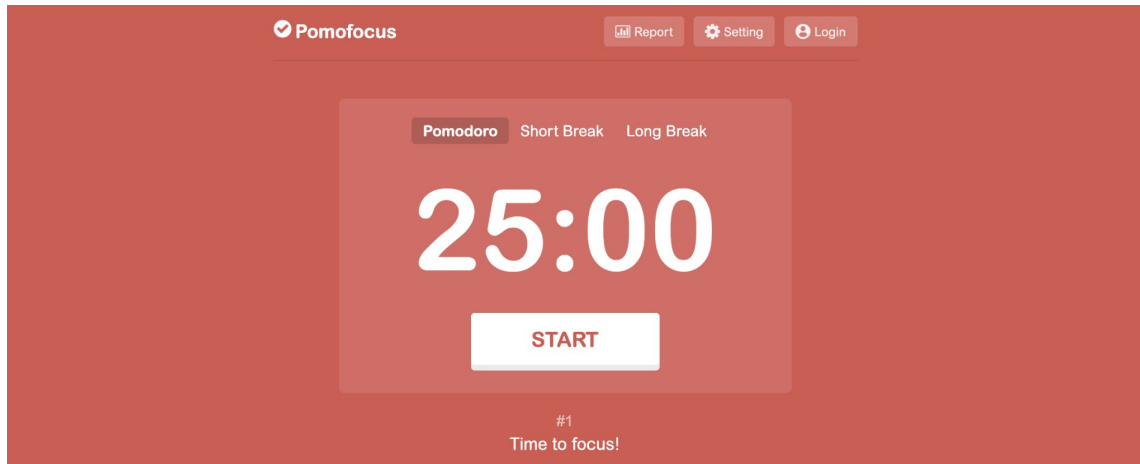 Pomofocus
Report Setting Login
Pomodoro Short Break Long Break
25:00
START
#1
Time to focus!